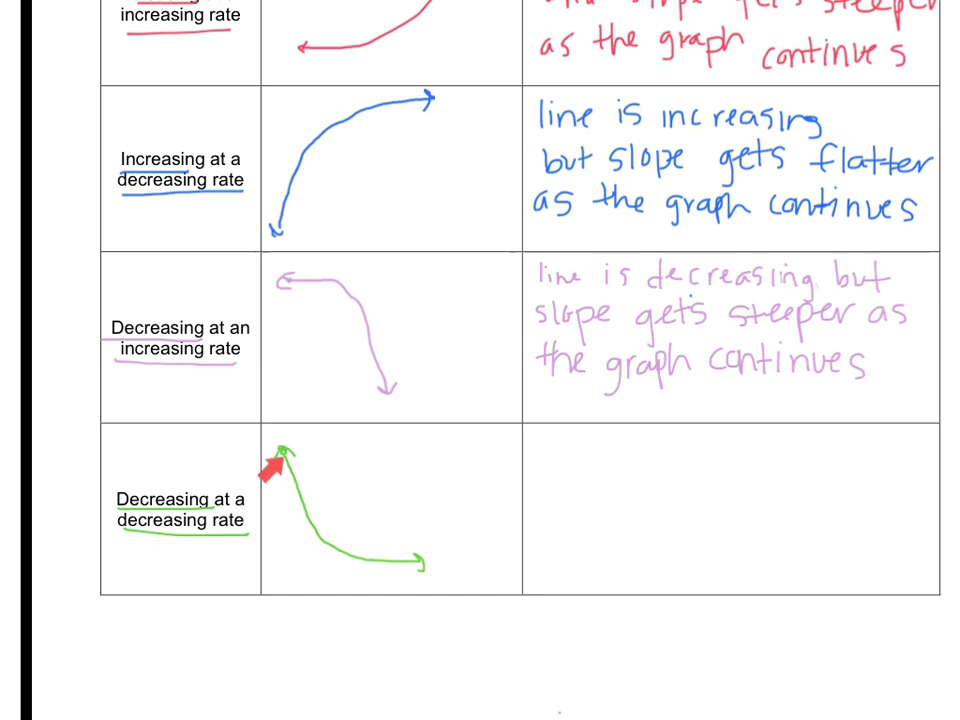 increasing rate
as the graph continues
Increasing at a
decreasing rate
line is increasing
but slope gets flatter
as the graph continues
Decreasing at an
increasing rate
line is decreasing but
slope gets steeper as
the graph continues
Decreasing at a
decreasing rate